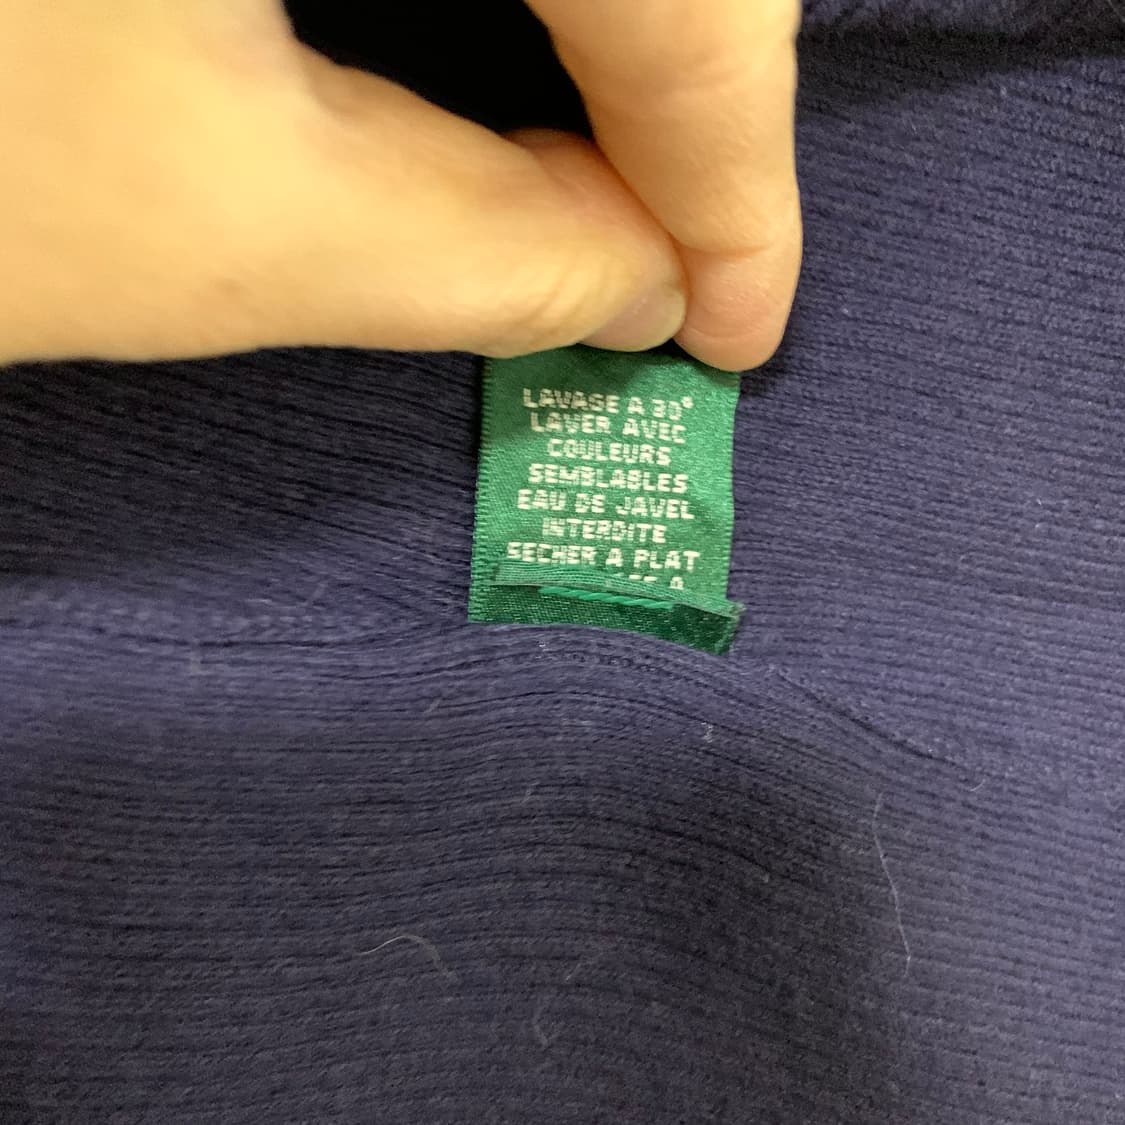 LAVASE A 30°
LAVER AVEC
COULEURS
SEMBLABLES
EAU DE JAVEL
INTERDITE
SECHER A PLAT
A